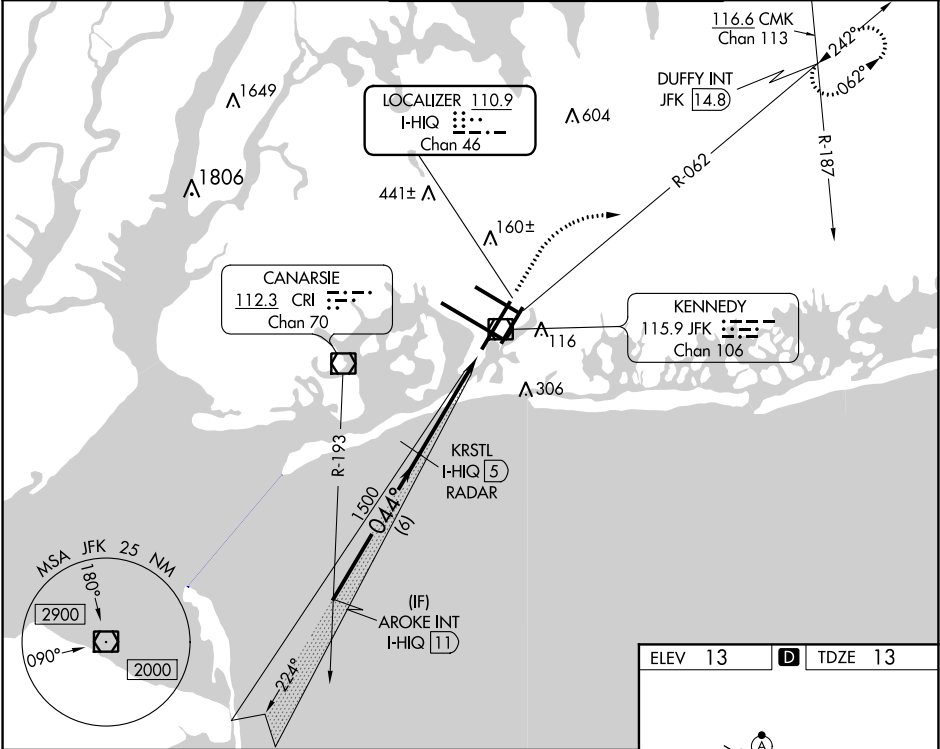 116.6 CMK
Chan 113
242°
062°
DUFFY INT
JFK 14.8
1649
LOCALIZER 110.9
I-HIQ
Chan 46
604
R-062
R-187
1806
441±
160±
CANARSIE
112.3 CRI
Chan 70
KENNEDY
115.9 JFK
Chan 106
116
306
R-193
KRSTL
I-HIQ 5
RADAR
1500
044°
(6)
MSA JFK 25 NM
180°
2900
090°
2000
(IF)
AROKE INT
I-HIQ 11
224°
ELEV 13 D TDZE 13
A